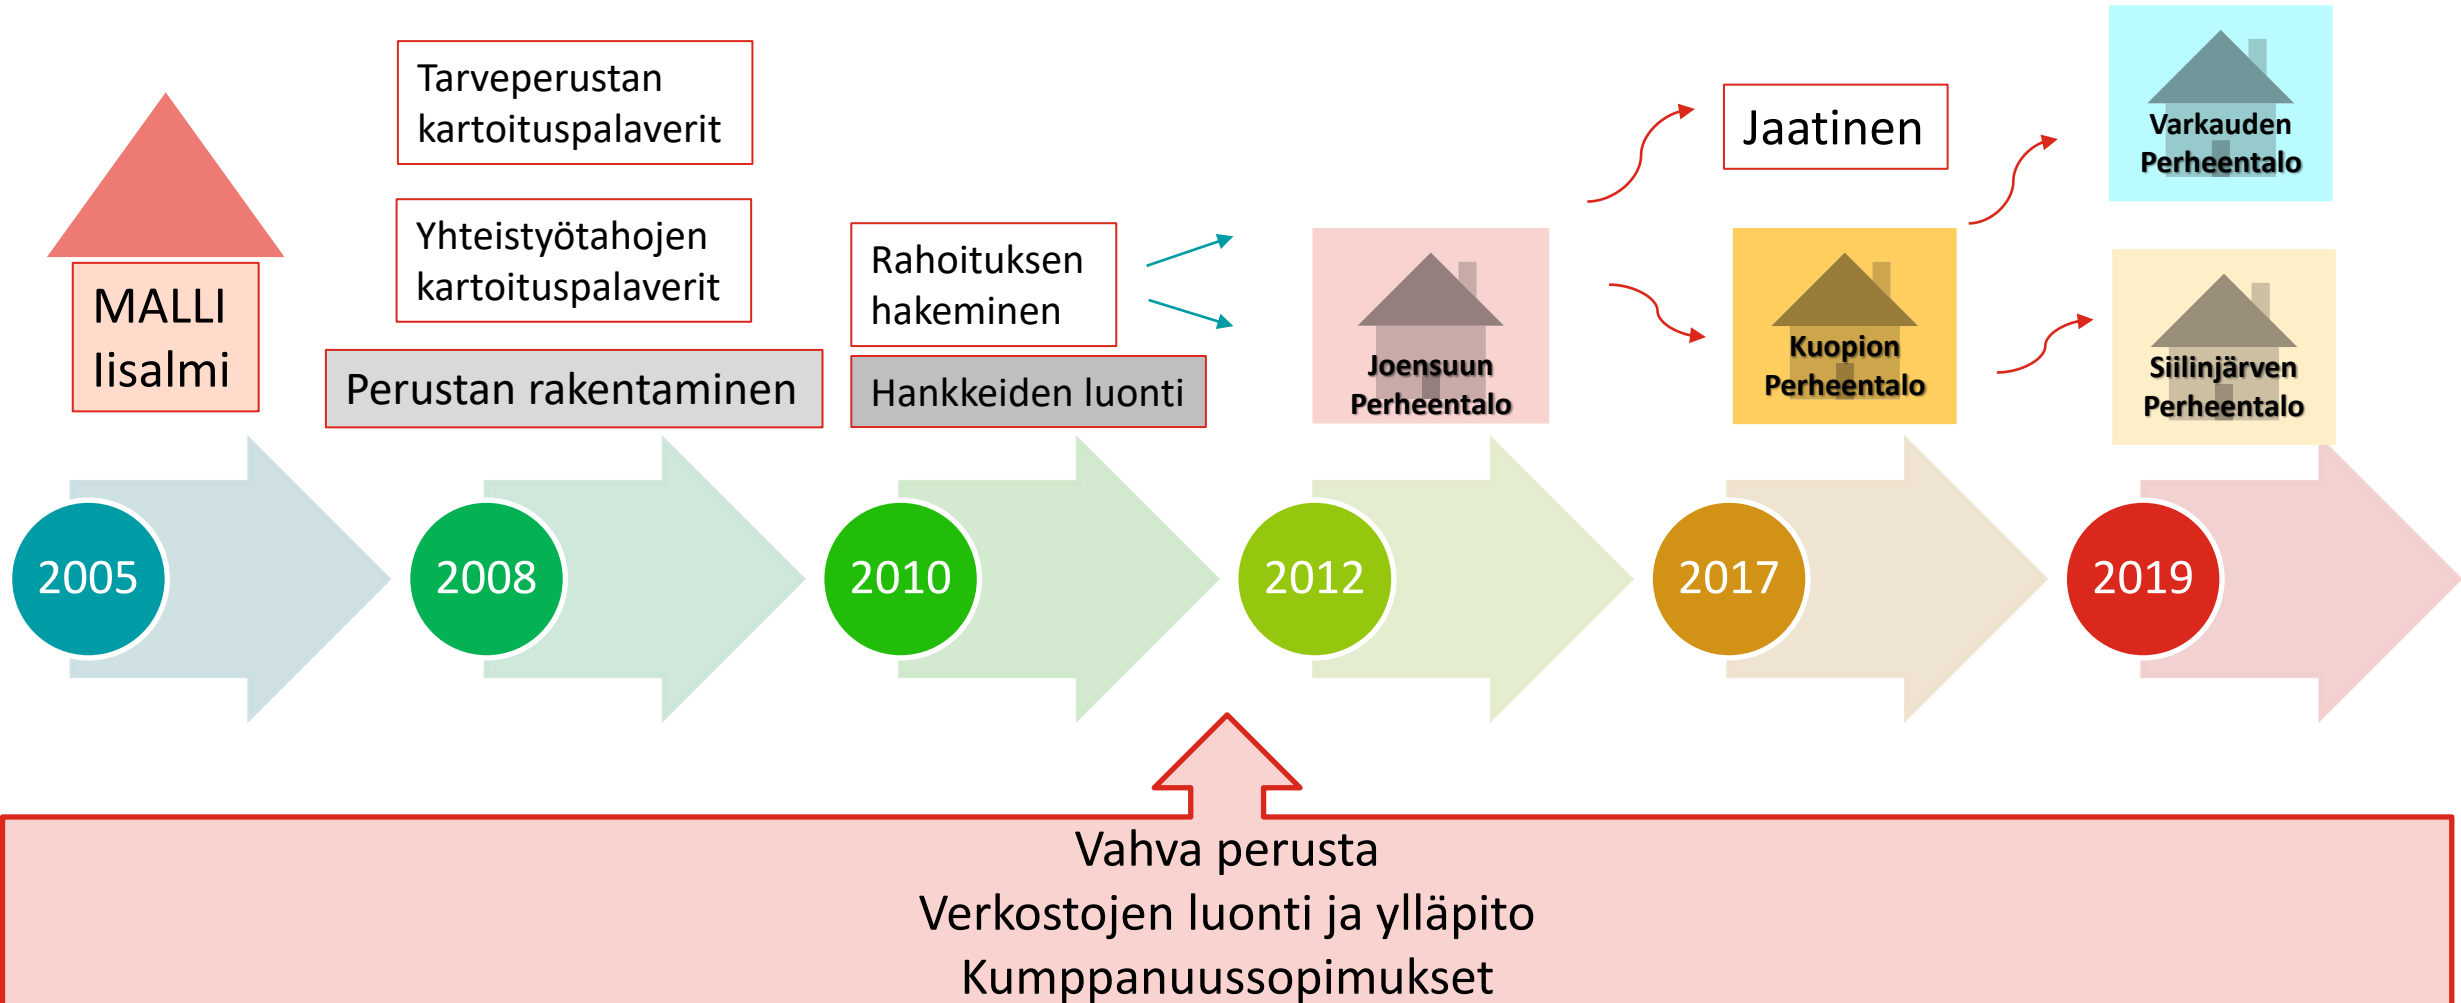 MALLI
Iisalmi
Tarveperustan
kartoituspalaverit
Yhteistyötahojen
kartoituspalaverit
Perustan rakentaminen
Rahoituksen
hakeminen
Hankkeiden luonti
Joensuun
Perheentalo
Jaatinen
Kuopion
Perheentalo
Varkauden
Perheentalo
Siilinjärven
Perheentalo
2005
2008
2010
2012
2017
2019
Vahva perusta
Verkostojen luonti ja ylläpito
Kumppanuussopimukset